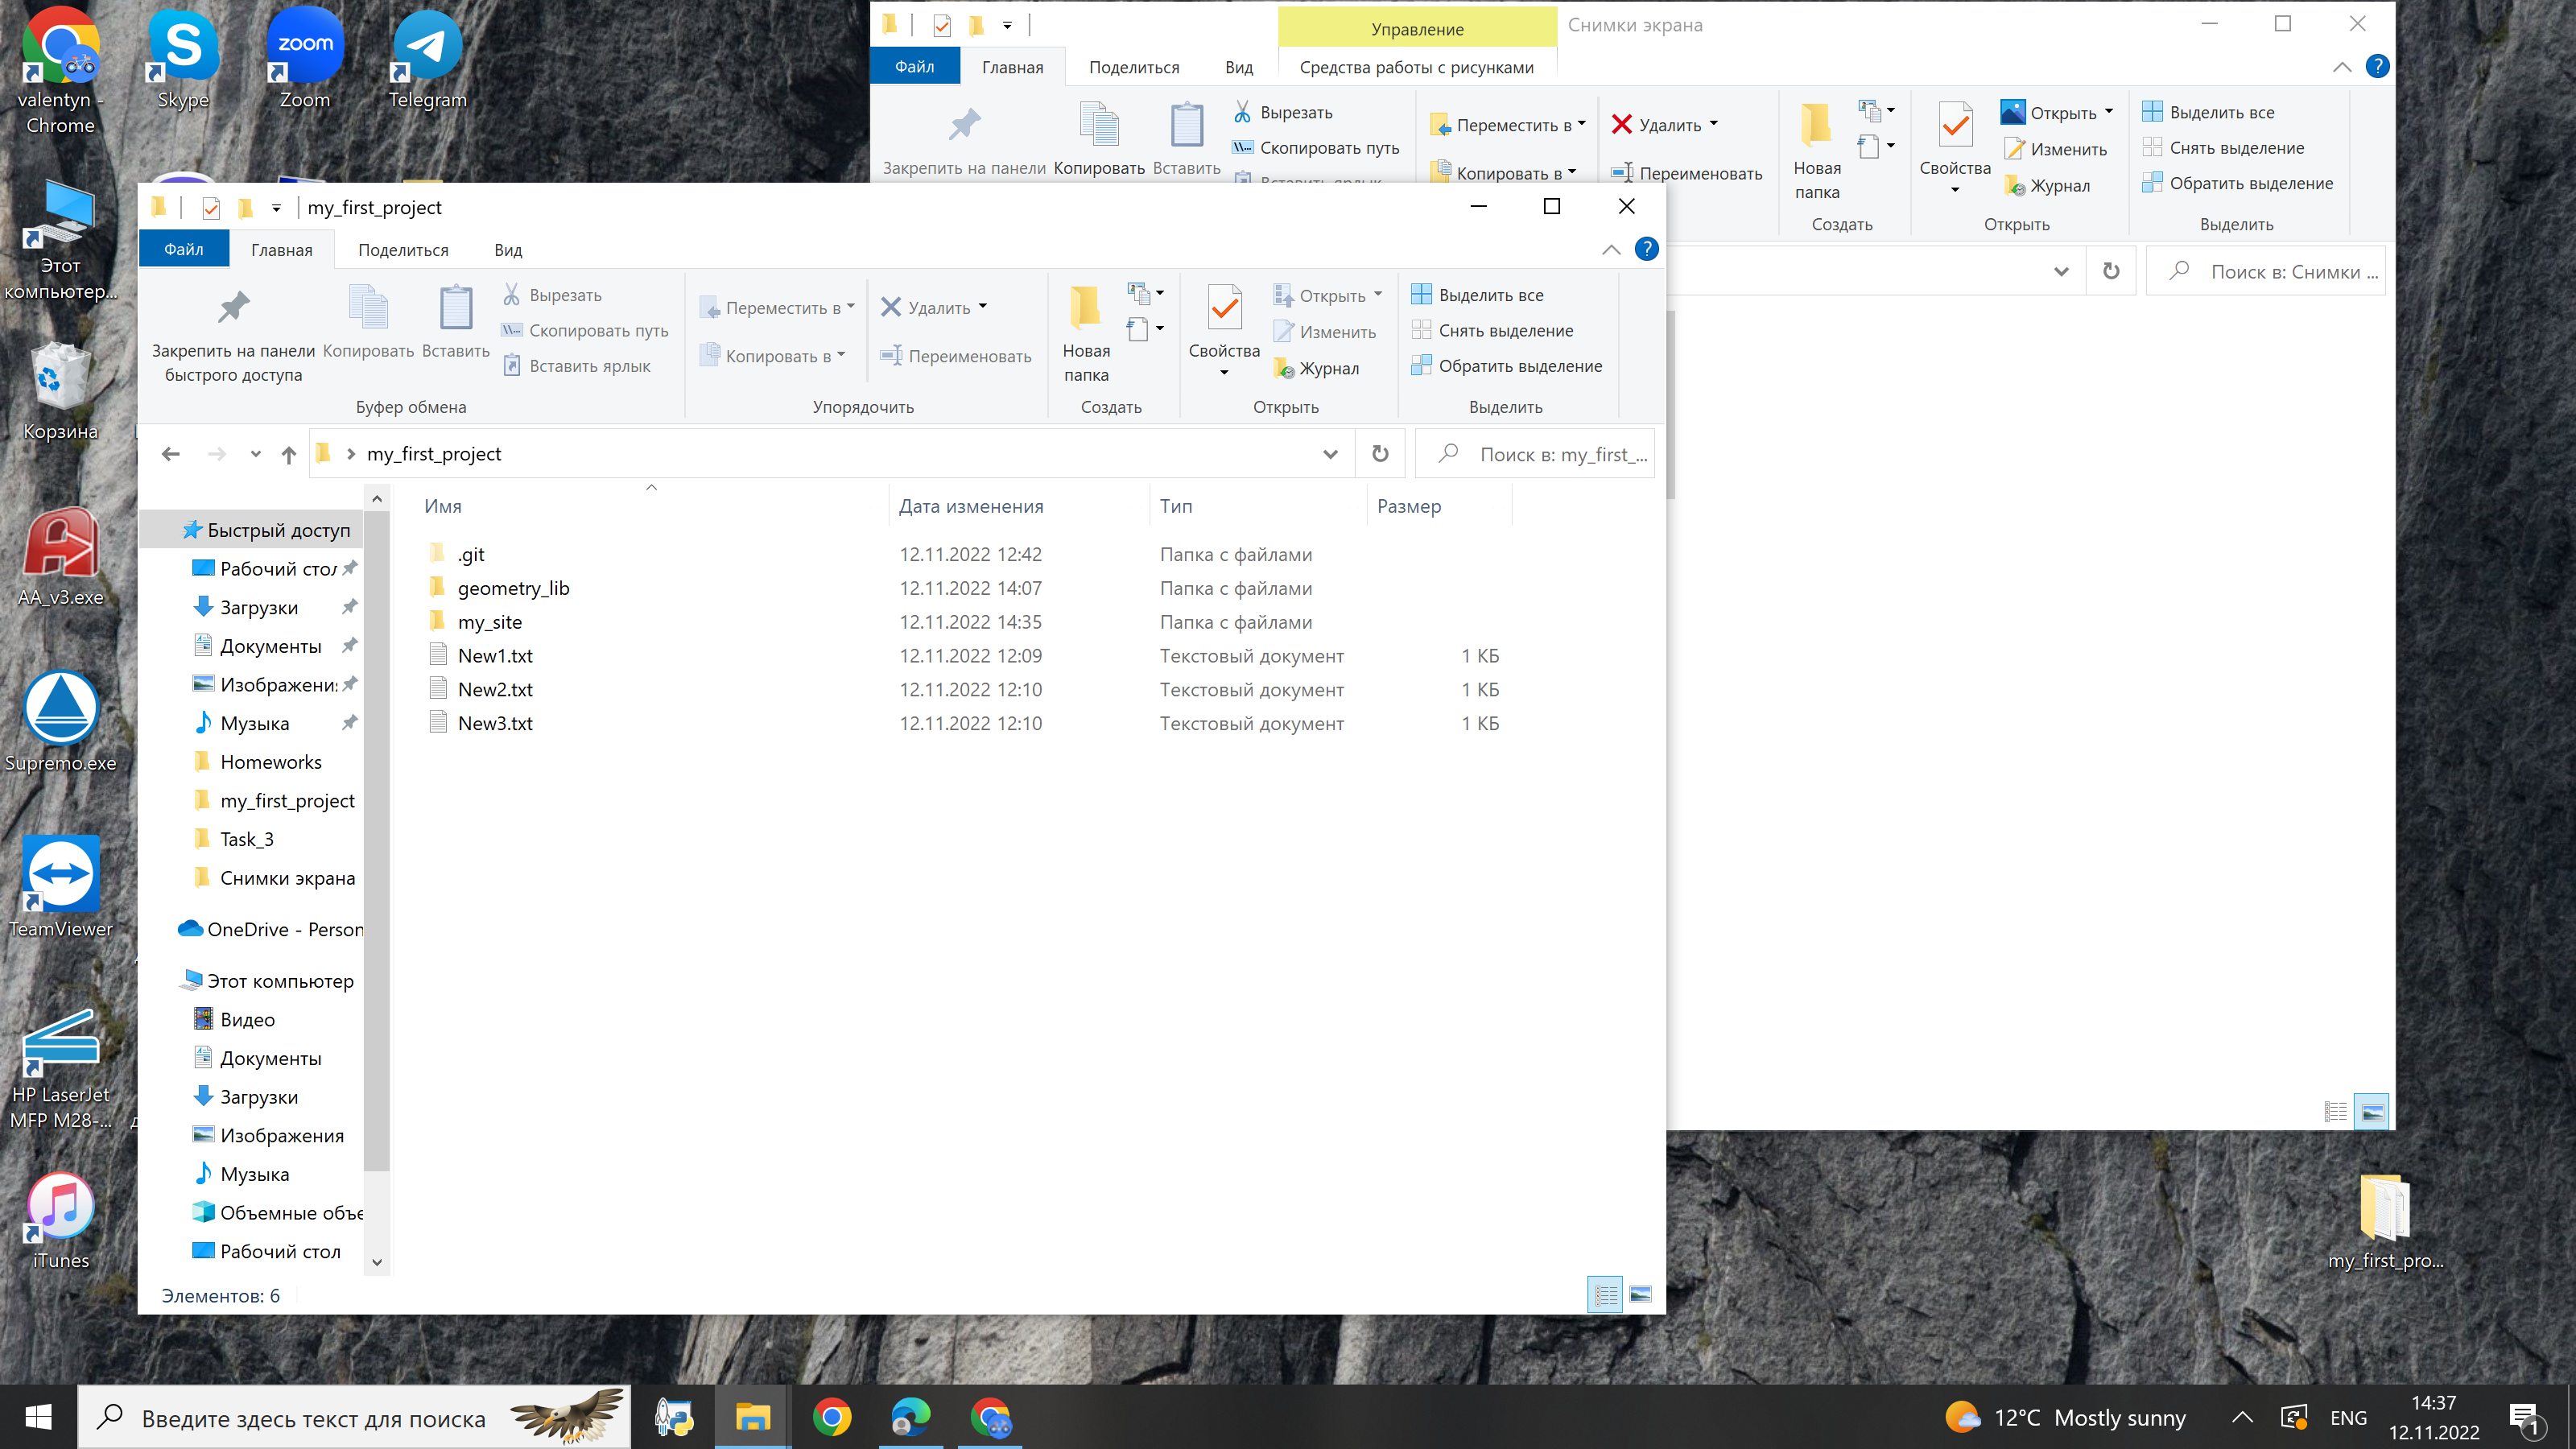 valentyn -
Chrome
Skype
Zoom
Telegram
Этот
компьютер...
Корзина
AA_v3.exe
Supremo.exe
TeamViewer
HP LaserJet
MFP M28-...
iTunes
my_first_pro...
Управление
Снимки экрана
Файл
Главная
Поделиться
Вид
Средства работы с рисунками
Закрепить на панели
Копировать
Вставить
Вырезать
Скопировать путь
Переместить в
Копировать в
Удалить
Переименовать
Новая
папка
Создать
Свойства
Открыть
Изменить
Журнал
Открыть
Выделить все
Снять выделение
Обратить выделение
Выделить
Поиск в: Снимки ...
my_first_project
Файл
Главная
Поделиться
Вид
Закрепить на панели
быстрого доступа
Копировать
Вставить
Вырезать
Скопировать путь
Вставить ярлык
Буфер обмена
Переместить в
Копировать в
Удалить
Переименовать
Упорядочить
Новая
папка
Создать
Свойства
Открыть
Изменить
Журнал
Открыть
Выделить все
Снять выделение
Обратить выделение
Выделить
my_first_project
Поиск в: my_first_...
Быстрый доступ
Рабочий стол
Загрузки
Документы
Изображени
Музыка
Homeworks
my_first_project
Task_3
Снимки экрана
OneDrive - Person
Этот компьютер
Видео
Документы
Загрузки
Изображения
Музыка
Объемные объе
Рабочий стол
Имя Дата изменения Тип Размер
.git 12.11.2022 12:42 Папка с файлами
geometry_lib 12.11.2022 14:07 Папка с файлами
my_site 12.11.2022 14:35 Папка с файлами
New1.txt 12.11.2022 12:09 Текстовый документ 1 КБ
New2.txt 12.11.2022 12:10 Текстовый документ 1 КБ
New3.txt 12.11.2022 12:10 Текстовый документ 1 КБ
Элементов: 6
Введите здесь текст для поиска
12°C Mostly sunny
ENG
14:37
12.11.2022
1